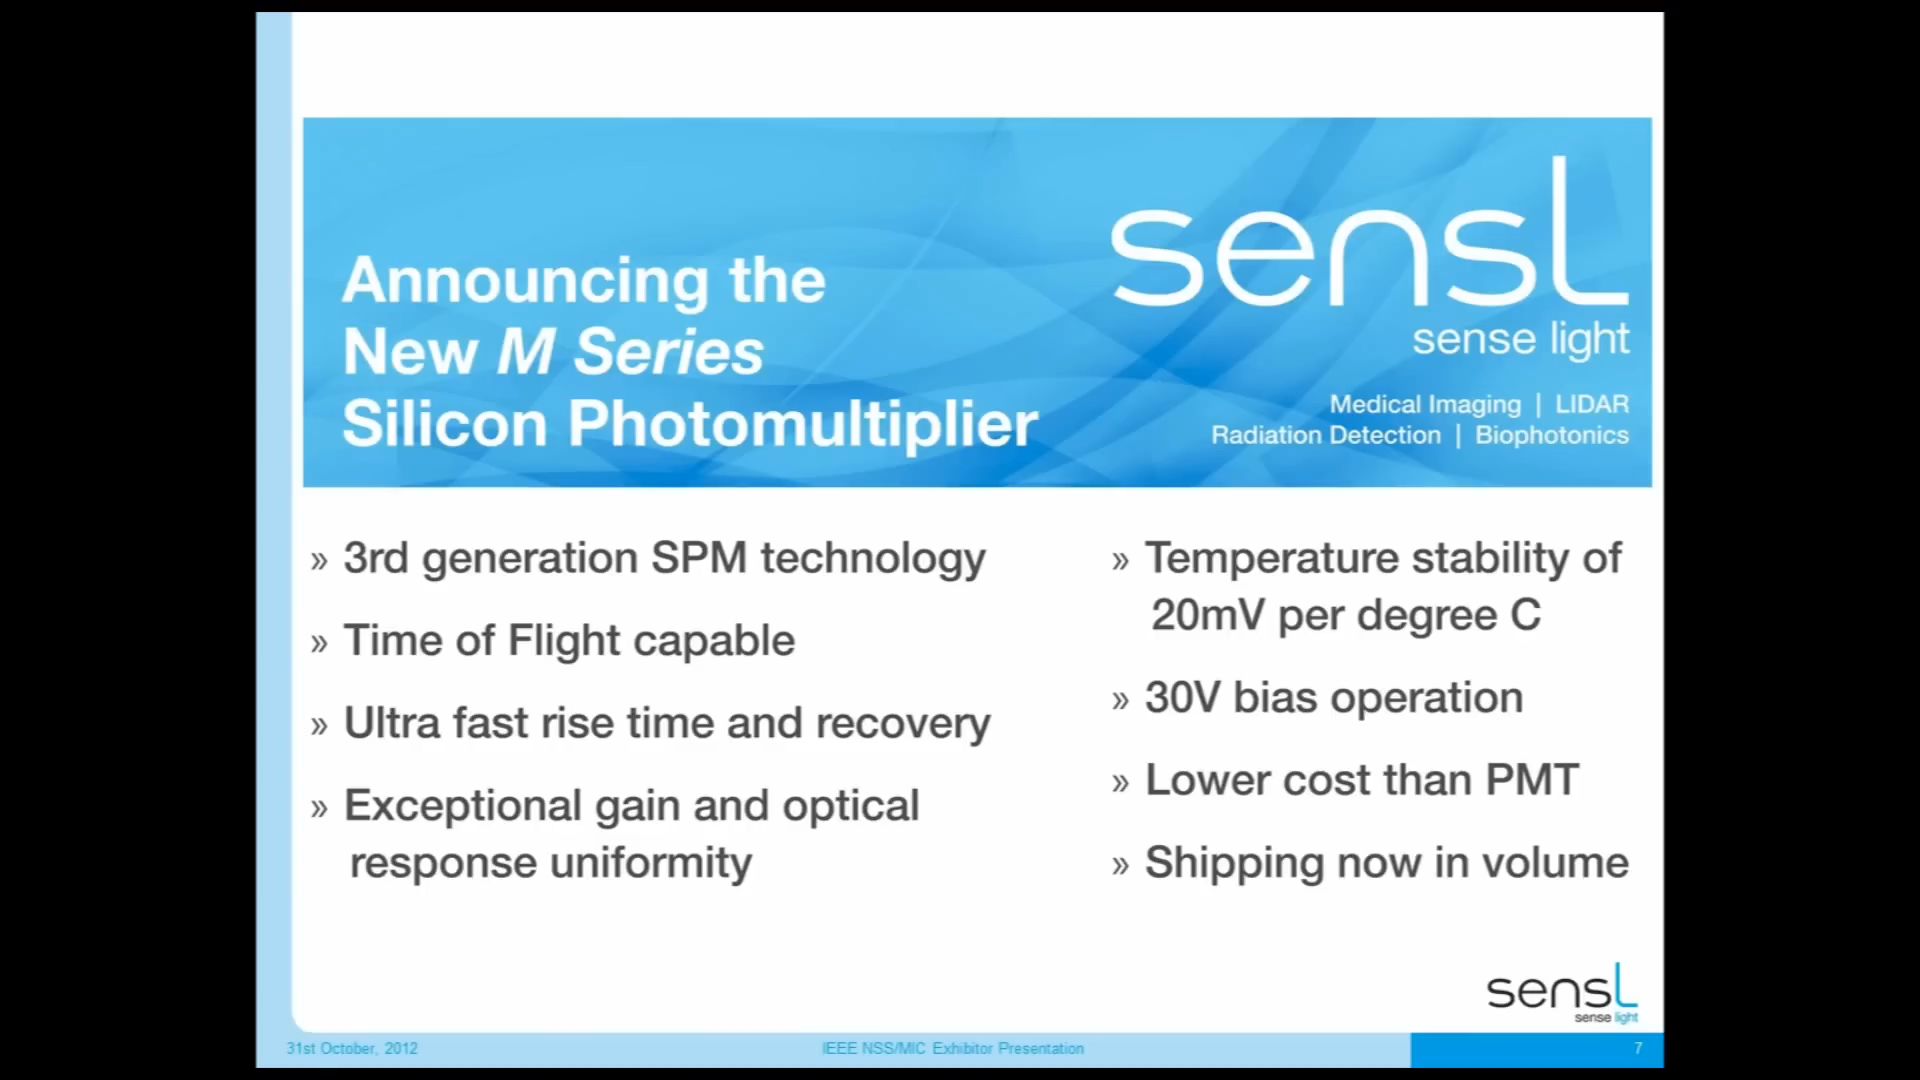 Announcing the
New M Series
Silicon Photomultiplier
sensl
sense light
Medical Imaging | LIDAR
Radiation Detection | Biophotonics
» 3rd generation SPM technology
» Time of Flight capable
» Ultra fast rise time and recovery
» Exceptional gain and optical
response uniformity
» Temperature stability of
20mV per degree C
» 30V bias operation
» Lower cost than PMT
» Shipping now in volume
sensL
sense light
31st October, 2012
IEEE NSS/MIC Exhibitor Presentation
7